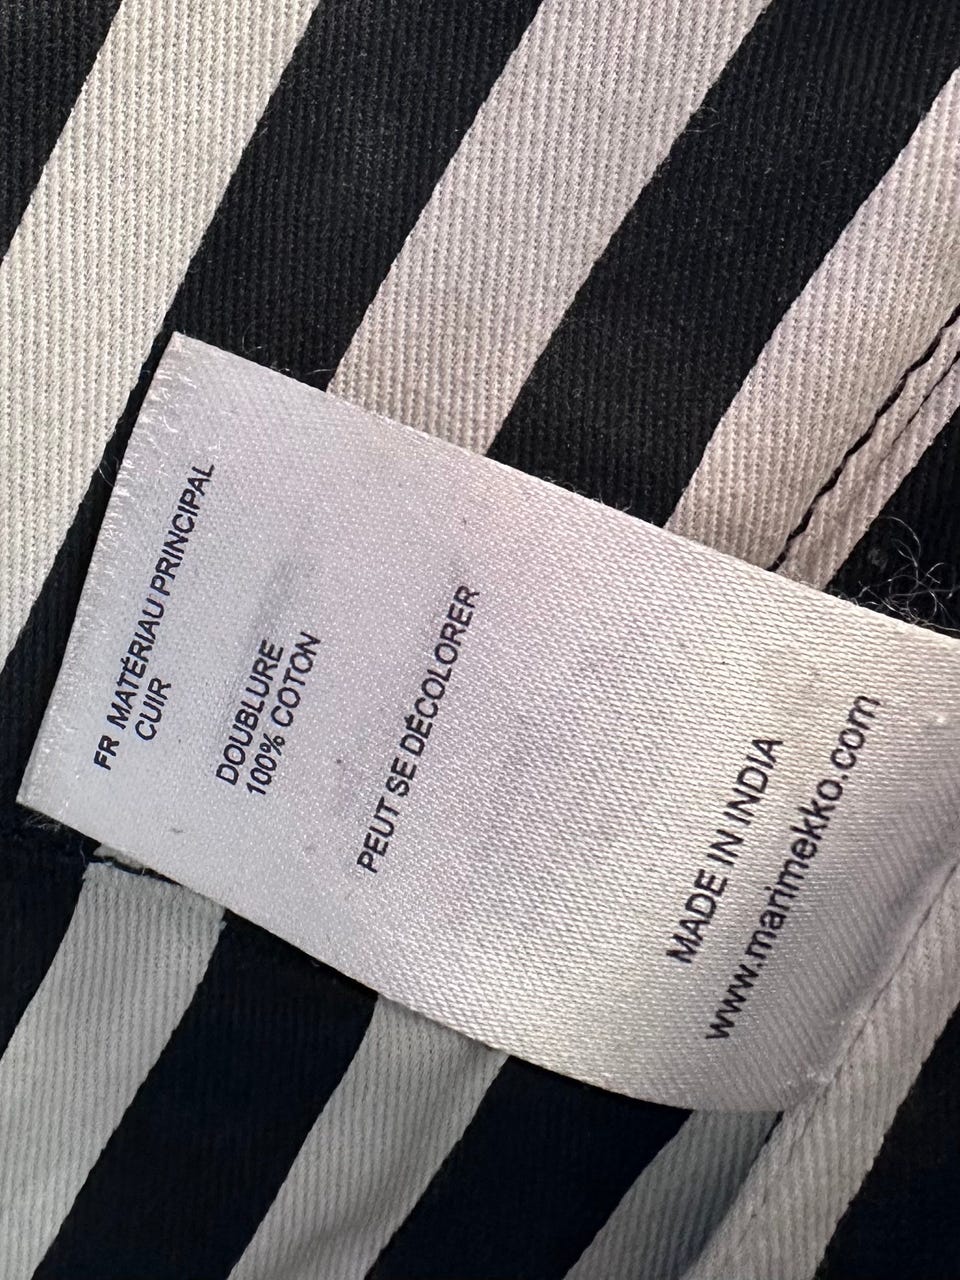 FR MATÉRIAU PRINCIPAL
CUIR
DOUBLURE
100% COTON
PEUT SE DÉCOLORER
MADE IN INDIA
www.marimekko.com